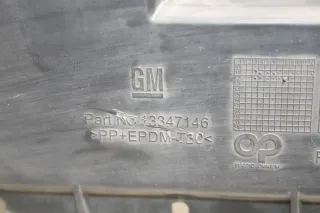 GM
Part No. 13347146
>PP+EPDM-T30<